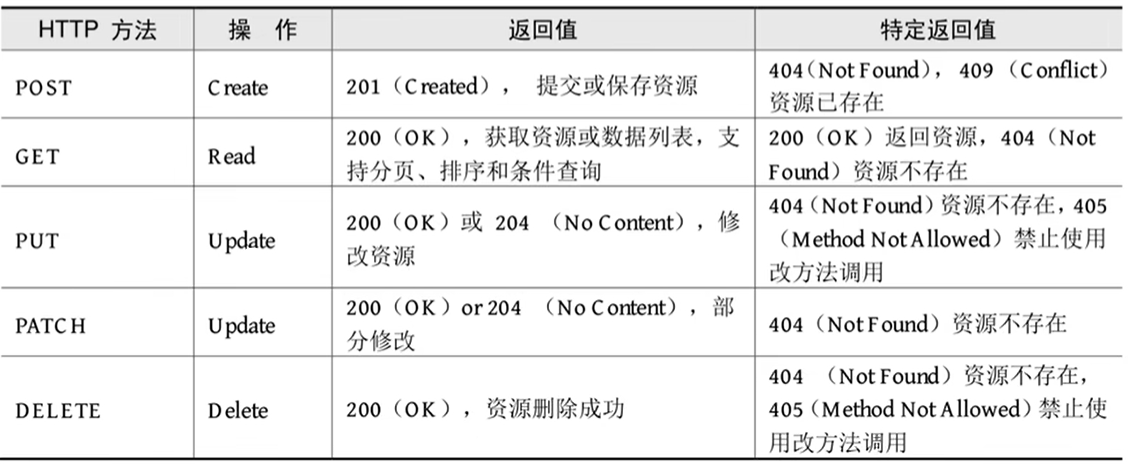 HTTP 方法 操 作 返回值 特定返回值
POST Create 201（Created）， 提交或保存资源 404(Not Found)，409（Conflict）
资源已存在
GET Read 200（OK），获取资源或数据列表，支
持分页、排序和条件查询
200（OK）返回资源，404（Not
Found）资源不存在
PUT Update 200（OK）或 204 （No Content），修
改资源
404（Not Found）资源不存在，405
（Method Not Allowed）禁止使用
改方法调用
PATCH Update 200（OK）or 204 （No Content），部
分修改
404（Not Found）资源不存在
DELETE Delete 200（OK），资源删除成功
404 （Not Found）资源不存在，
405（Method Not Allowed）禁止使
用改方法调用